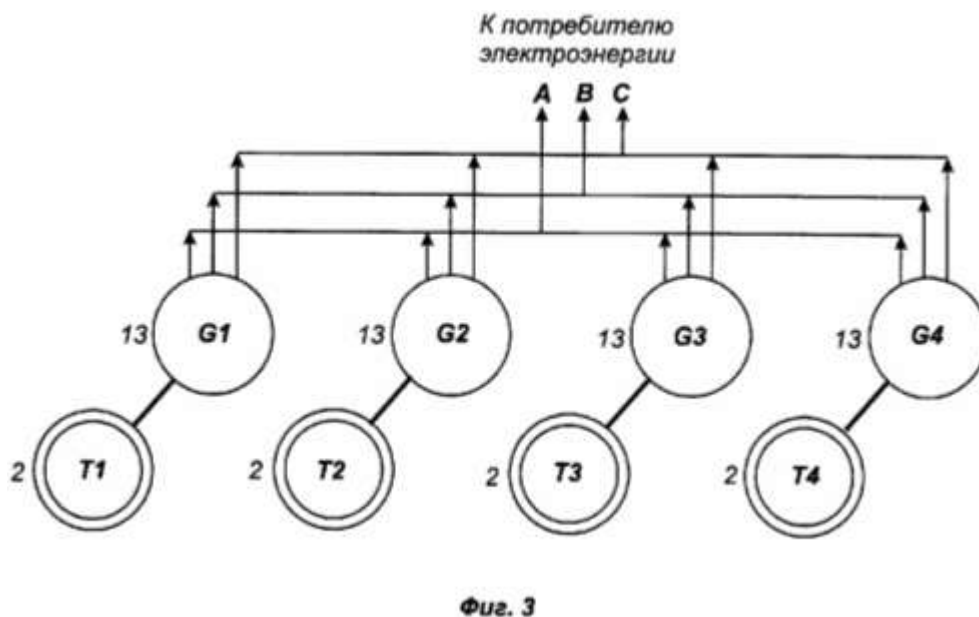 К потребителю
электроэнергии
A B C
13 G1 13 G2 13 G3 13 G4
2 T1 2 T2 2 T3 2 T4
Фиг. 3